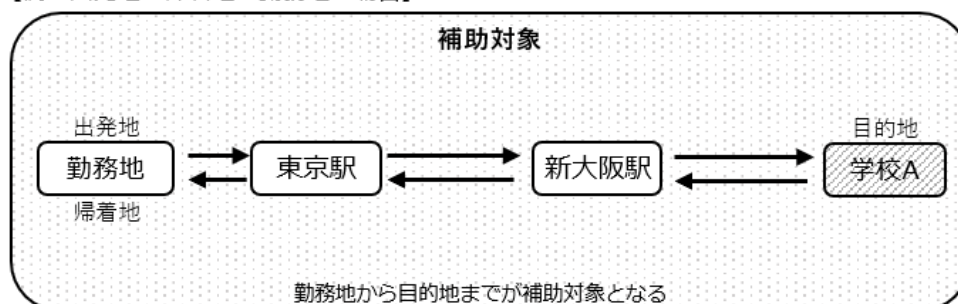 補助対象
出発地
目的地
勤務地
東京駅
新大阪駅
学校A
帰着地
勤務地から目的地までが補助対象となる